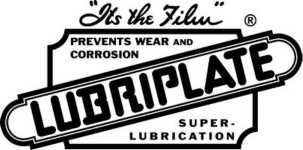 "It's the Film" ®
PREVENTS WEAR AND
CORROSION
LUBRIPLATE
SUPER-
LUBRICATION